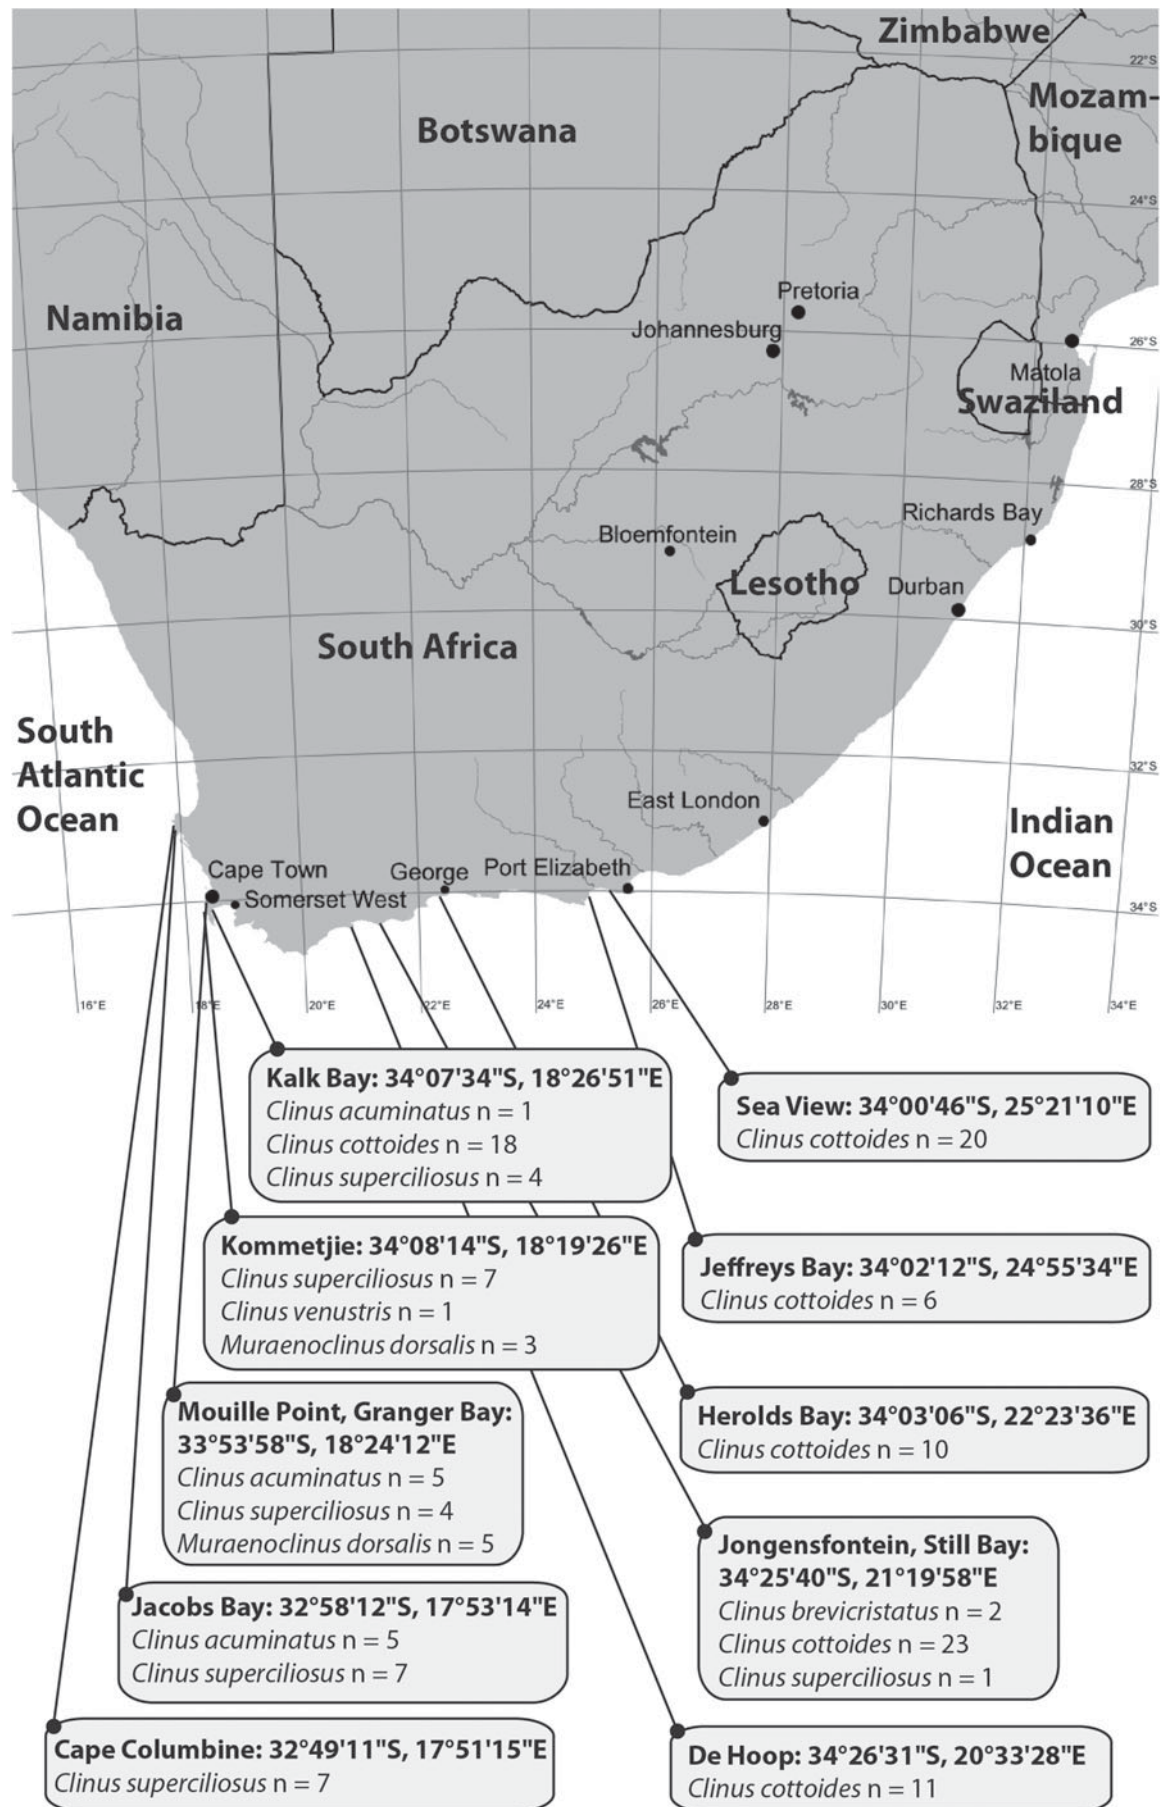 Zimbabwe
22°S
Mozam-
bique
Botswana
24°S
Pretoria
Namibia
Johannesburg
26°S
Matola
Swaziland
28°S
Richards Bay
Bloemfontein
Lesotho
Durban
30°S
South Africa
South
Atlantic
Ocean
32°S
East London
Indian
Ocean
Cape Town
George
Port Elizabeth
Somerset West
34°S
16°E
18°E
20°E
22°E
24°E
26°E
28°E
30°E
32°E
34°E
Kalk Bay: 34°07'34"S, 18°26'51"E
Clinus acuminatus n = 1
Clinus cottoides n = 18
Clinus superciliosus n = 4
Sea View: 34°00'46"S, 25°21'10"E
Clinus cottoides n = 20
Kommetjie: 34°08'14"S, 18°19'26"E
Clinus superciliosus n = 7
Clinus venustris n = 1
Muraenoclinus dorsalis n = 3
Jeffreys Bay: 34°02'12"S, 24°55'34"E
Clinus cottoides n = 6
Mouille Point, Granger Bay:
33°53'58"S, 18°24'12"E
Clinus acuminatus n = 5
Clinus superciliosus n = 4
Muraenoclinus dorsalis n = 5
Herolds Bay: 34°03'06"S, 22°23'36"E
Clinus cottoides n = 10
Jongensfontein, Still Bay:
34°25'40"S, 21°19'58"E
Clinus brevicristatus n = 2
Clinus cottoides n = 23
Clinus superciliosus n = 1
Jacobs Bay: 32°58'12"S, 17°53'14"E
Clinus acuminatus n = 5
Clinus superciliosus n = 7
Cape Columbine: 32°49'11"S, 17°51'15"E
Clinus superciliosus n = 7
De Hoop: 34°26'31"S, 20°33'28"E
Clinus cottoides n = 11